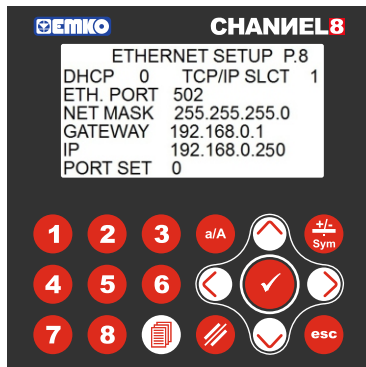 EMKO CHANNEL8
ETHERNET SETUP P.8
DHCP 0 TCP/IP SLCT 1
ETH. PORT 502
NET MASK 255.255.255.0
GATEWAY 192.168.0.1
IP 192.168.0.250
PORT SET 0
1 2 3 a/A +/- Sym
4 5 6
7 8 esc